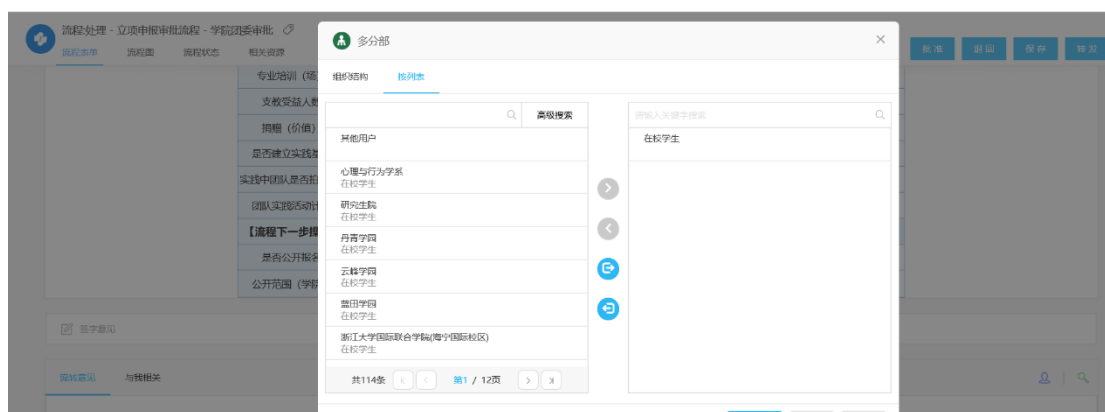 流程处理 - 立项申报审批流程 - 学院团委审批
流程表单 流程图 流程状态 相关资源
批准 退回 保存 转发
多分部
组织结构 按列表
专业培训（项
支教受益人数
捐赠（价值）
是否建立实践基
实践中团队是否拍
团队实践活动计
【流程下一步操
是否公开报名
公开范围（学院
高级搜索
其他用户
心理与行为学系
在校学生
研究生院
在校学生
丹青学园
在校学生
云峰学园
在校学生
蓝田学园
在校学生
浙江大学国际联合学院(海宁国际校区)
在校学生
共114条 第1 / 12页
请输入关键字搜索
在校学生
签字意见
流转意见 与我相关